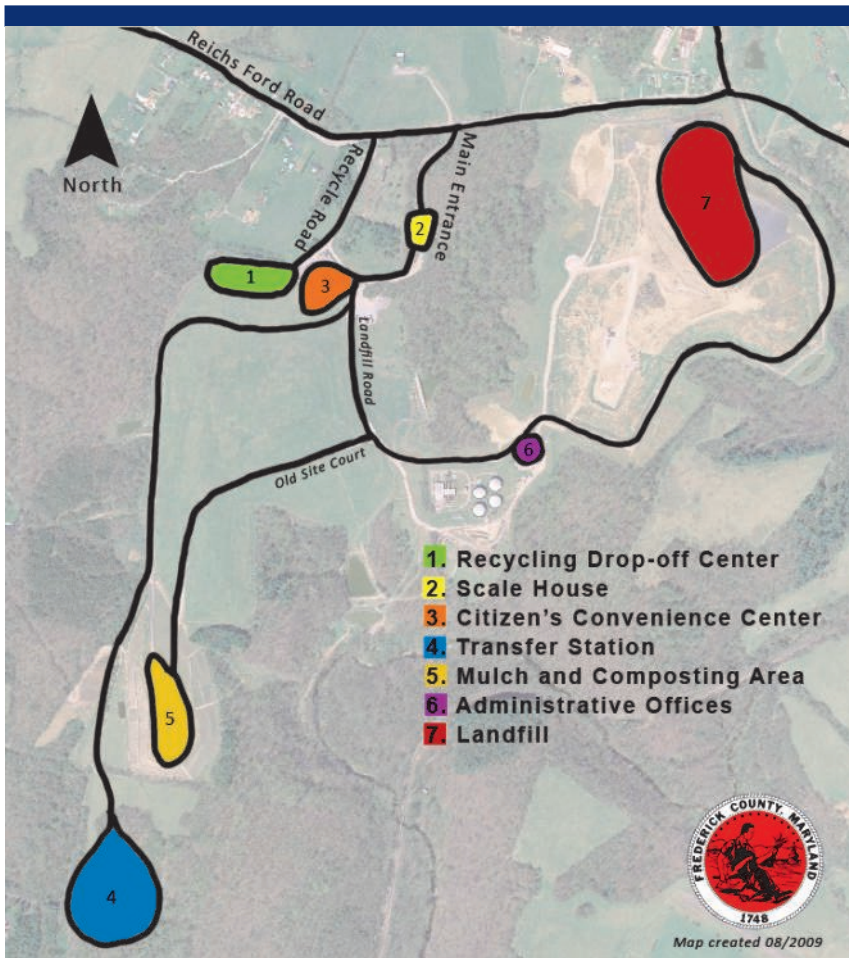 Reichs Ford Road
North
Recycle Road
Main Entrance
2
7
1
3
Landfill Road
6
Old Site Court
1. Recycling Drop-off Center
2. Scale House
3. Citizen's Convenience Center
4. Transfer Station
5. Mulch and Composting Area
6. Administrative Offices
7. Landfill
5
4
FREDERICK COUNTY, MARYLAND
1748
Map created 08/2009